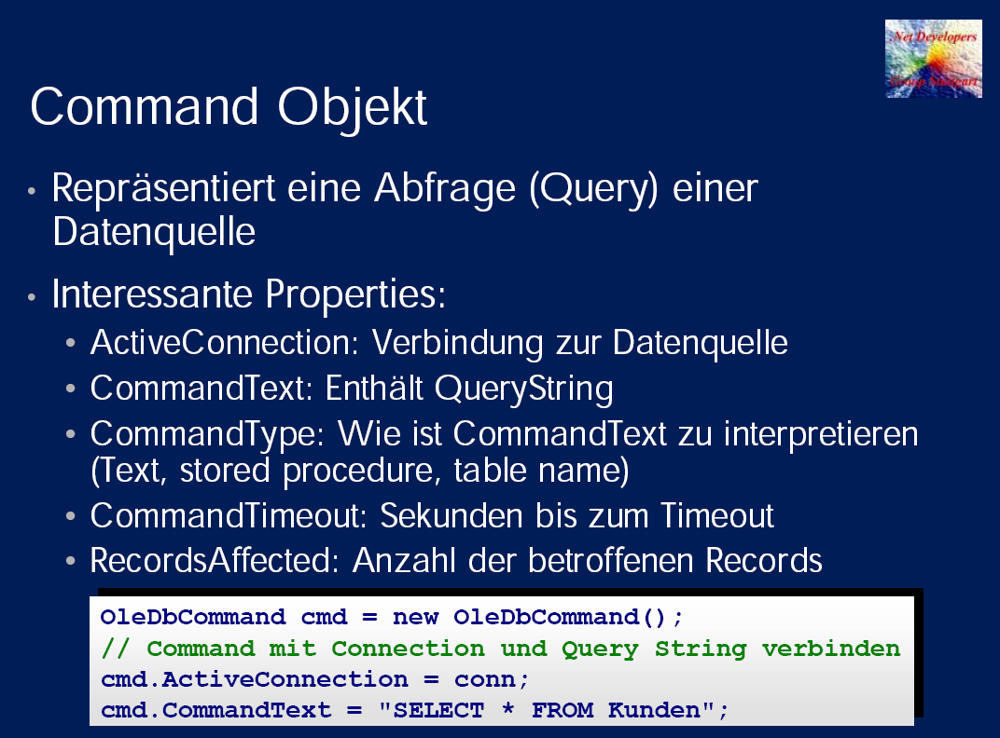 .Net Developers
Group Stuttgart
Command Objekt
• Repräsentiert eine Abfrage (Query) einer
Datenquelle
• Interessante Properties:
• ActiveConnection: Verbindung zur Datenquelle
• CommandText: Enthält QueryString
• CommandType: Wie ist CommandText zu interpretieren
(Text, stored procedure, table name)
• CommandTimeout: Sekunden bis zum Timeout
• RecordsAffected: Anzahl der betroffenen Records
OleDbCommand cmd = new OleDbCommand();
// Command mit Connection und Query String verbinden
cmd.ActiveConnection = conn;
cmd.CommandText = "SELECT * FROM Kunden";